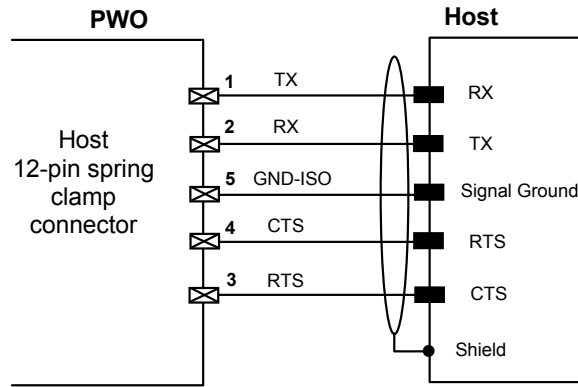 PWO
Host
Host
12-pin spring
clamp
connector
1 TX RX
2 RX TX
5 GND-ISO Signal Ground
4 CTS RTS
3 RTS CTS
Shield